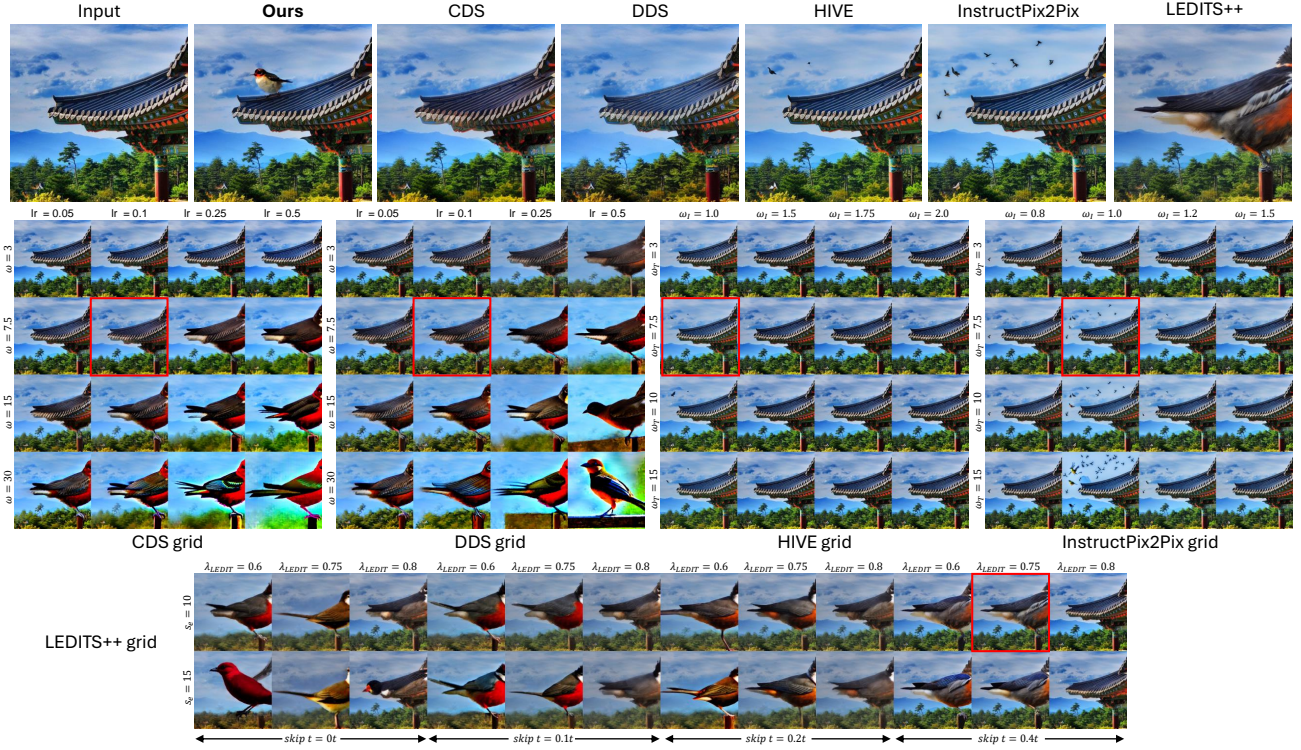 Input Ours CDS DDS HIVE InstructPix2Pix LEDITS++
lr = 0.05 lr = 0.1 lr = 0.25 lr = 0.5 lr = 0.05 lr = 0.1 lr = 0.25 lr = 0.5 ω_I = 1.0 ω_I = 1.5 ω_I = 1.75 ω_I = 2.0 ω_I = 0.8 ω_I = 1.0 ω_I = 1.2 ω_I = 1.5
ω = 3 ω = 3 ω_T = 3 ω_T = 3
ω = 7.5 ω = 7.5 ω_T = 7.5 ω_T = 7.5
ω = 15 ω = 15 ω_T = 10 ω_T = 10
ω = 30 ω = 30 ω_T = 15 ω_T = 15
CDS grid DDS grid HIVE grid InstructPix2Pix grid
λ_LEDIT = 0.6 λ_LEDIT = 0.75 λ_LEDIT = 0.8 λ_LEDIT = 0.6 λ_LEDIT = 0.75 λ_LEDIT = 0.8 λ_LEDIT = 0.6 λ_LEDIT = 0.75 λ_LEDIT = 0.8 λ_LEDIT = 0.6 λ_LEDIT = 0.75 λ_LEDIT = 0.8
s_e = 10
LEDITS++ grid
s_e = 15
skip t = 0t skip t = 0.1t skip t = 0.2t skip t = 0.4t